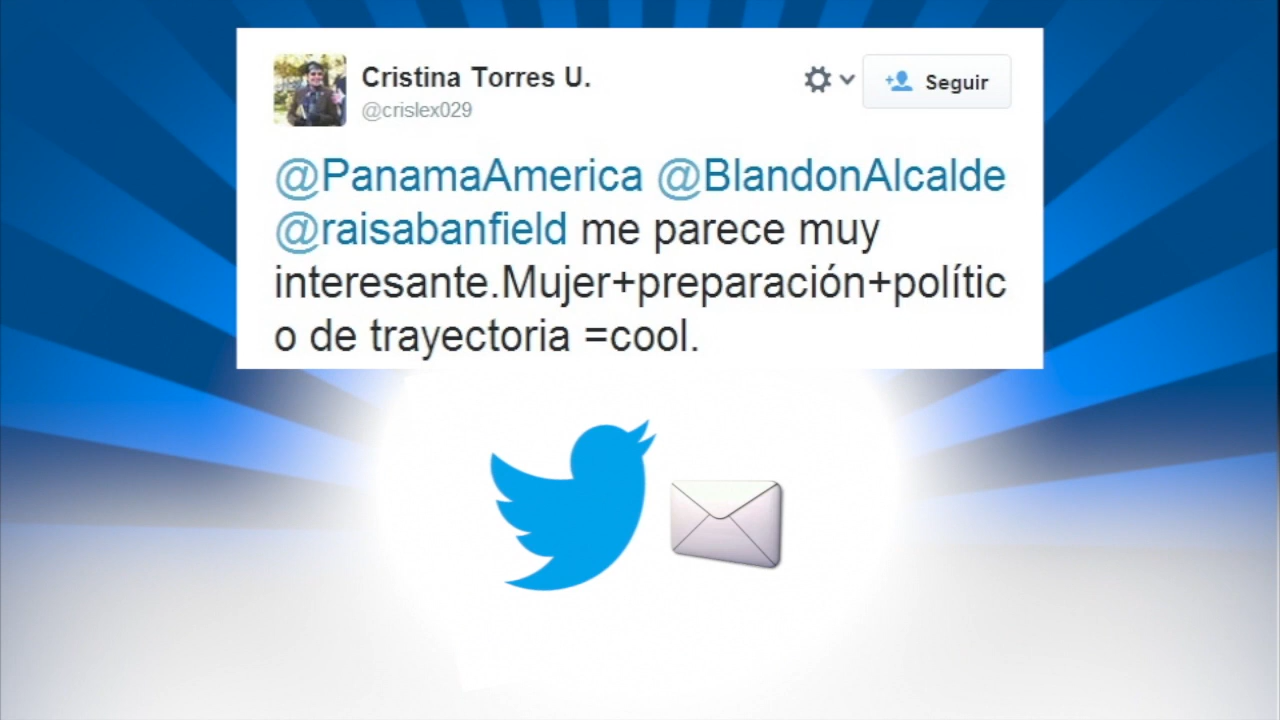 Cristina Torres U.
@crislex029
Seguir
@PanamaAmerica @BlandonAlcalde
@raisabanfield me parece muy
interesante.Mujer+preparación+polític
o de trayectoria =cool.